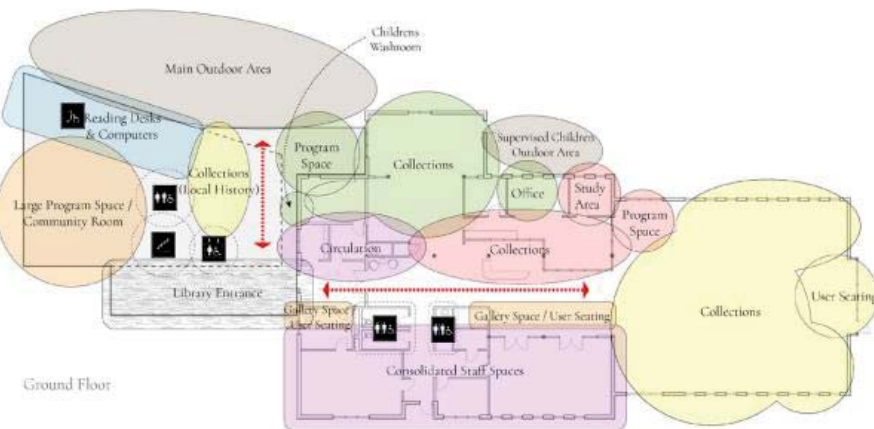 Childrens
Washroom
Main Outdoor Area
Reading Desks
& Computers
Collections
(Local History)
Program
Space
Collections
Supervised Children
Outdoor Area
Office
Study
Area
Program
Space
Large Program Space /
Community Room
Circulation
Collections
Library Entrance
Gallery Space /
User Seating
Gallery Space / User Seating
Collections
User Seating
Consolidated Staff Spaces
Ground Floor